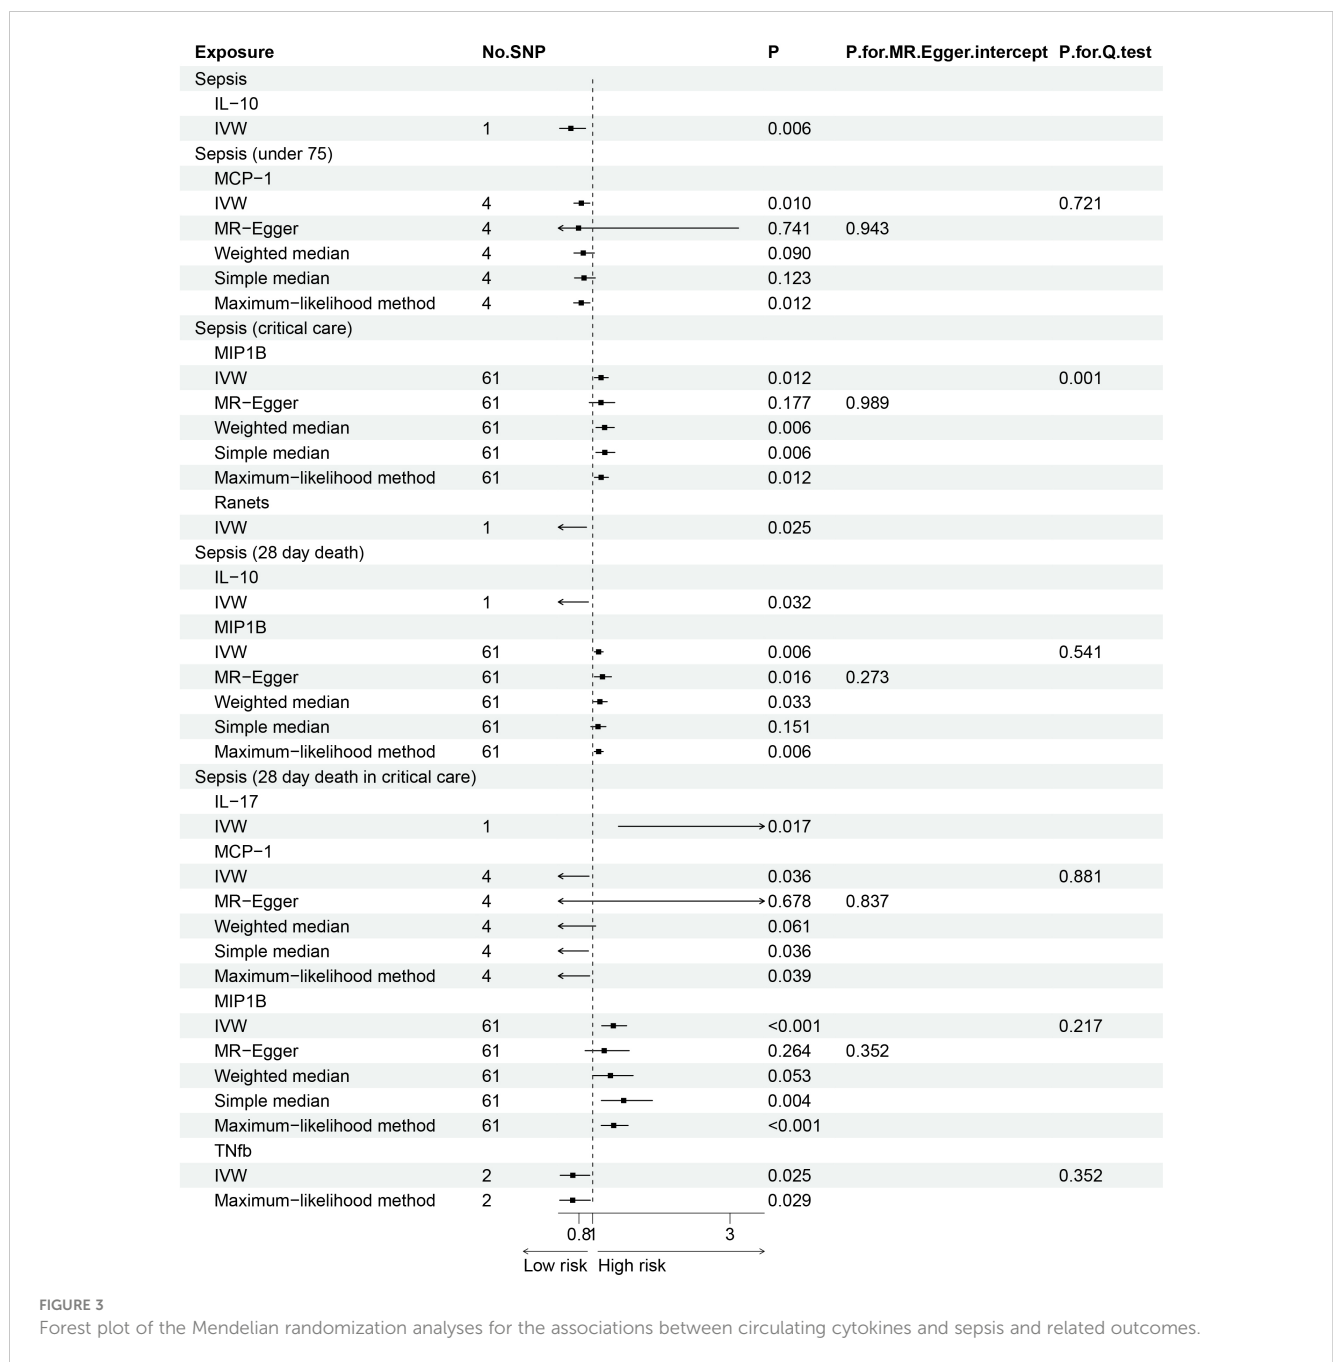 Exposure No.SNP P P.for.MR.Egger.intercept P.for.Q.test
Sepsis
IL−10
IVW 1 0.006
Sepsis (under 75)
MCP−1
IVW 4 0.010 0.721
MR−Egger 4 0.741 0.943
Weighted median 4 0.090
Simple median 4 0.123
Maximum−likelihood method 4 0.012
Sepsis (critical care)
MIP1B
IVW 61 0.012 0.001
MR−Egger 61 0.177 0.989
Weighted median 61 0.006
Simple median 61 0.006
Maximum−likelihood method 61 0.012
Ranets
IVW 1 0.025
Sepsis (28 day death)
IL−10
IVW 1 0.032
MIP1B
IVW 61 0.006 0.541
MR−Egger 61 0.016 0.273
Weighted median 61 0.033
Simple median 61 0.151
Maximum−likelihood method 61 0.006
Sepsis (28 day death in critical care)
IL−17
IVW 1 0.017
MCP−1
IVW 4 0.036 0.881
MR−Egger 4 0.678 0.837
Weighted median 4 0.061
Simple median 4 0.036
Maximum−likelihood method 4 0.039
MIP1B
IVW 61 <0.001 0.217
MR−Egger 61 0.264 0.352
Weighted median 61 0.053
Simple median 61 0.004
Maximum−likelihood method 61 <0.001
TNfb
IVW 2 0.025 0.352
Maximum−likelihood method 2 0.029
0.8 1 3
Low risk High risk
FIGURE 3
Forest plot of the Mendelian randomization analyses for the associations between circulating cytokines and sepsis and related outcomes.